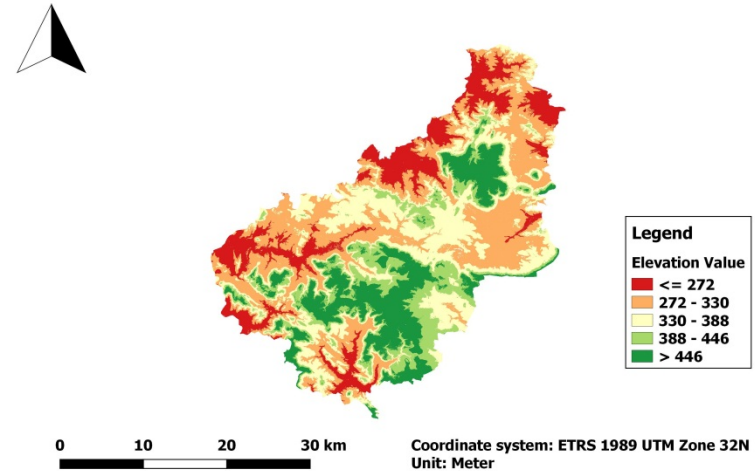 Legend
Elevation Value
<= 272
272 - 330
330 - 388
388 - 446
> 446
0 10 20 30 km
Coordinate system: ETRS 1989 UTM Zone 32N
Unit: Meter